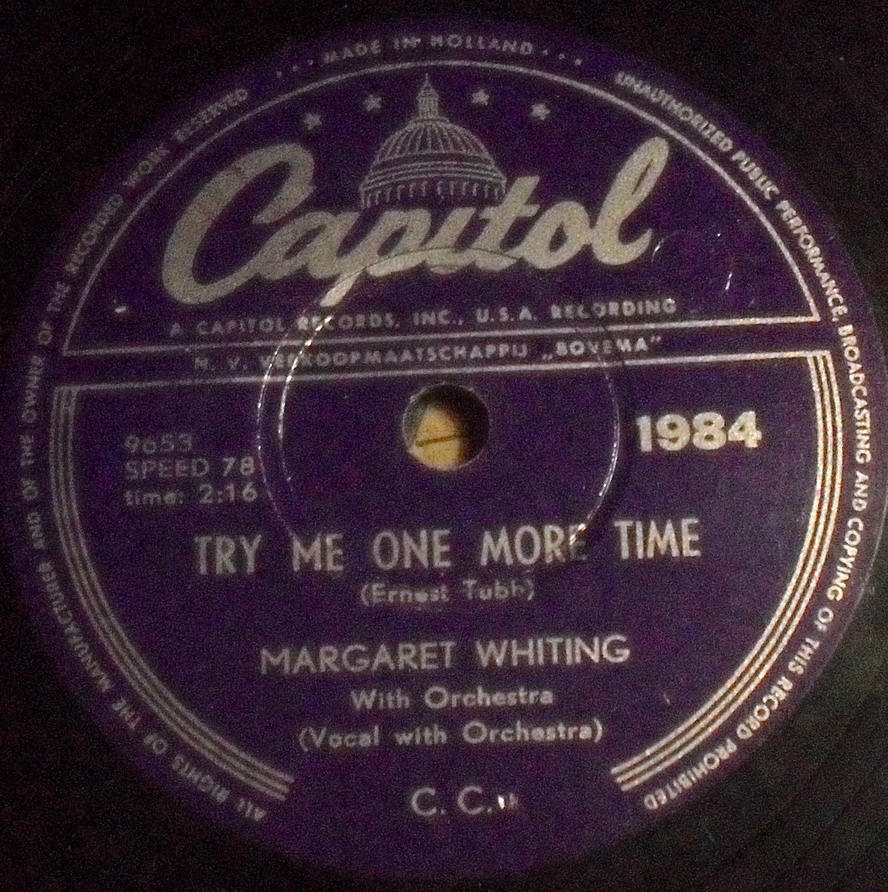 . . . MADE IN HOLLAND . . .
UNAUTHORIZED PUBLIC PERFORMANCE, BROADCASTING AND COPYING OF THIS RECORD PROHIBITED
ALL RIGHTS OF THE MANUFACTURER AND OF THE OWNER OF THE RECORDED WORK RESERVED
Capitol
A CAPITOL RECORDS, INC., U.S.A. RECORDING
N. V. VERKOOPMAATSCHAPPIJ „BOVEMA”
9653
1984
SPEED 78
time: 2:16
TRY ME ONE MORE TIME
(Ernest Tubb)
MARGARET WHITING
With Orchestra
(Vocal with Orchestra)
C. C.